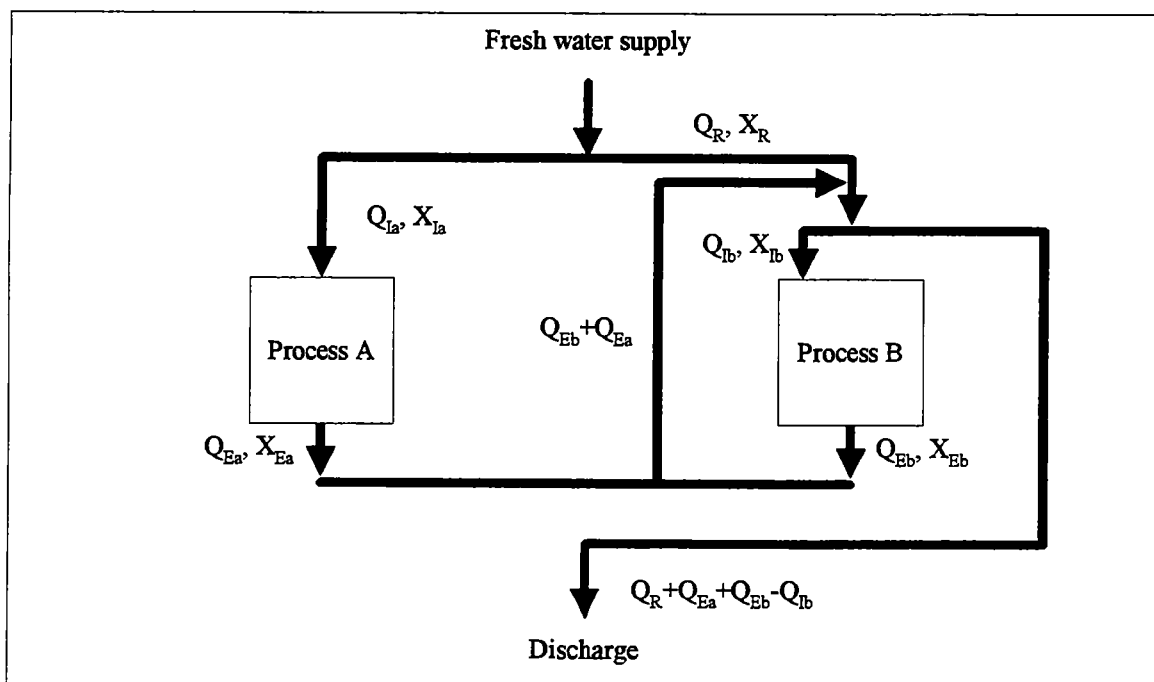 Fresh water supply
Q_R, X_R
Q_Ia, X_Ia
Q_Ib, X_Ib
Q_Eb+Q_Ea
Process A
Process B
Q_Ea, X_Ea
Q_Eb, X_Eb
Q_R+Q_Ea+Q_Eb-Q_Ib
Discharge